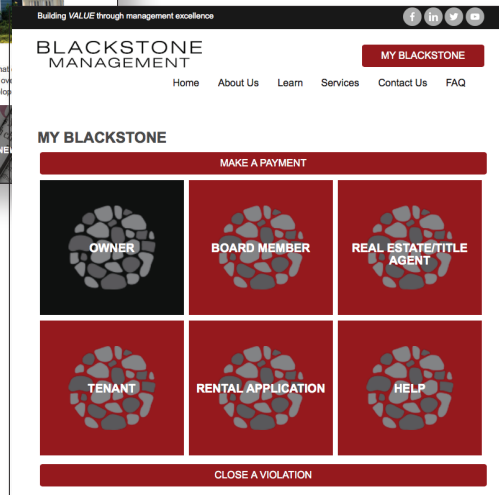 Building VALUE through management excellence
BLACKSTONE
MANAGEMENT
MY BLACKSTONE
Home About Us Learn Services Contact Us FAQ
MY BLACKSTONE
MAKE A PAYMENT
OWNER
BOARD MEMBER
REAL ESTATE/TITLE
AGENT
TENANT
RENTAL APPLICATION
HELP
CLOSE A VIOLATION